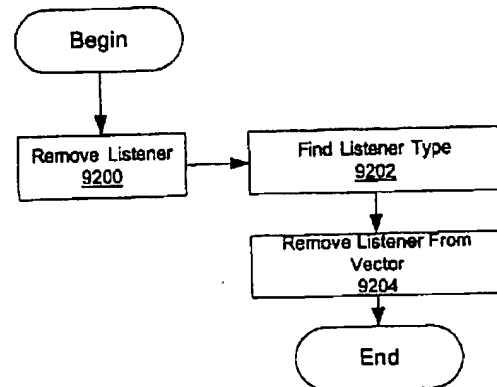 Begin
Remove Listener
9200
Find Listener Type
9202
Remove Listener From
Vector
9204
End